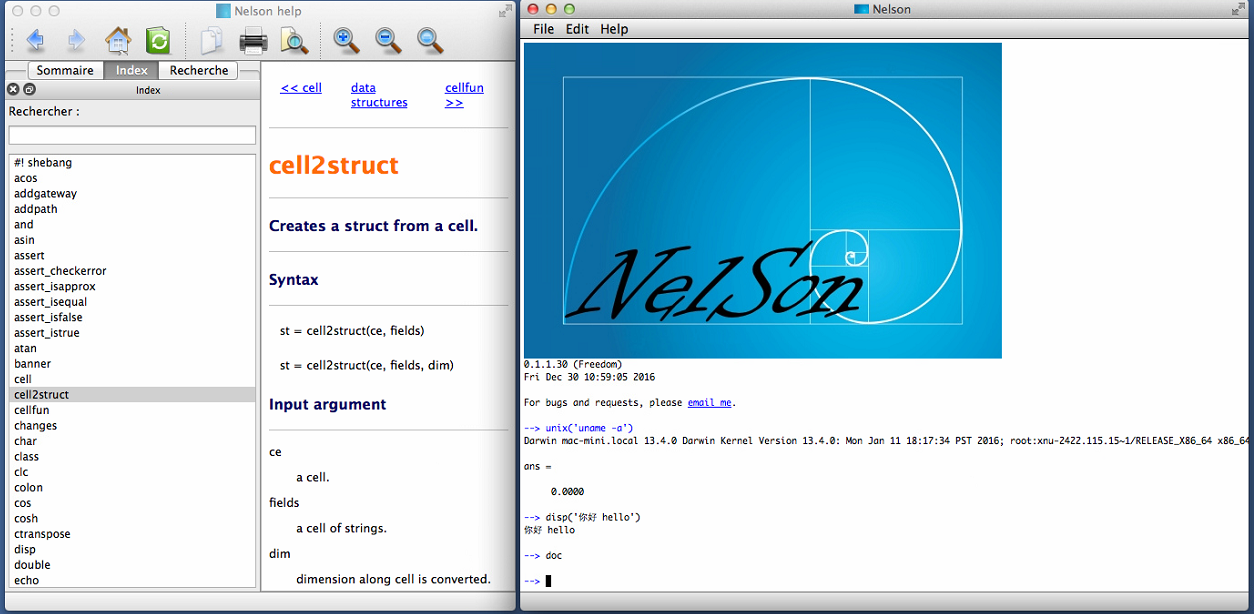 Nelson help
Sommaire
Index
Recherche
Index
Rechercher :
#! shebang
acos
addgateway
addpath
and
asin
assert
assert_checkerror
assert_isapprox
assert_isequal
assert_isfalse
assert_istrue
atan
banner
cell
cell2struct
cellfun
changes
char
class
clc
colon
cos
cosh
ctranspose
disp
double
echo
<< cell
data
structures
cellfun
>>
cell2struct
Creates a struct from a cell.
Syntax
st = cell2struct(ce, fields)
st = cell2struct(ce, fields, dim)
Input argument
ce
a cell.
fields
a cell of strings.
dim
dimension along cell is converted.
Nelson
File Edit Help
NelSon
0.1.1.30 (Freedom)
Fri Dec 30 10:59:05 2016
For bugs and requests, please email me.
--> unix('uname -a')
Darwin mac-mini.local 13.4.0 Darwin Kernel Version 13.4.0: Mon Jan 11 18:17:34 PST 2016; root:xnu-2422.115.15~1/RELEASE_X86_64 x86_64
ans =
0.0000
--> disp('你好 hello')
你好 hello
--> doc
-->